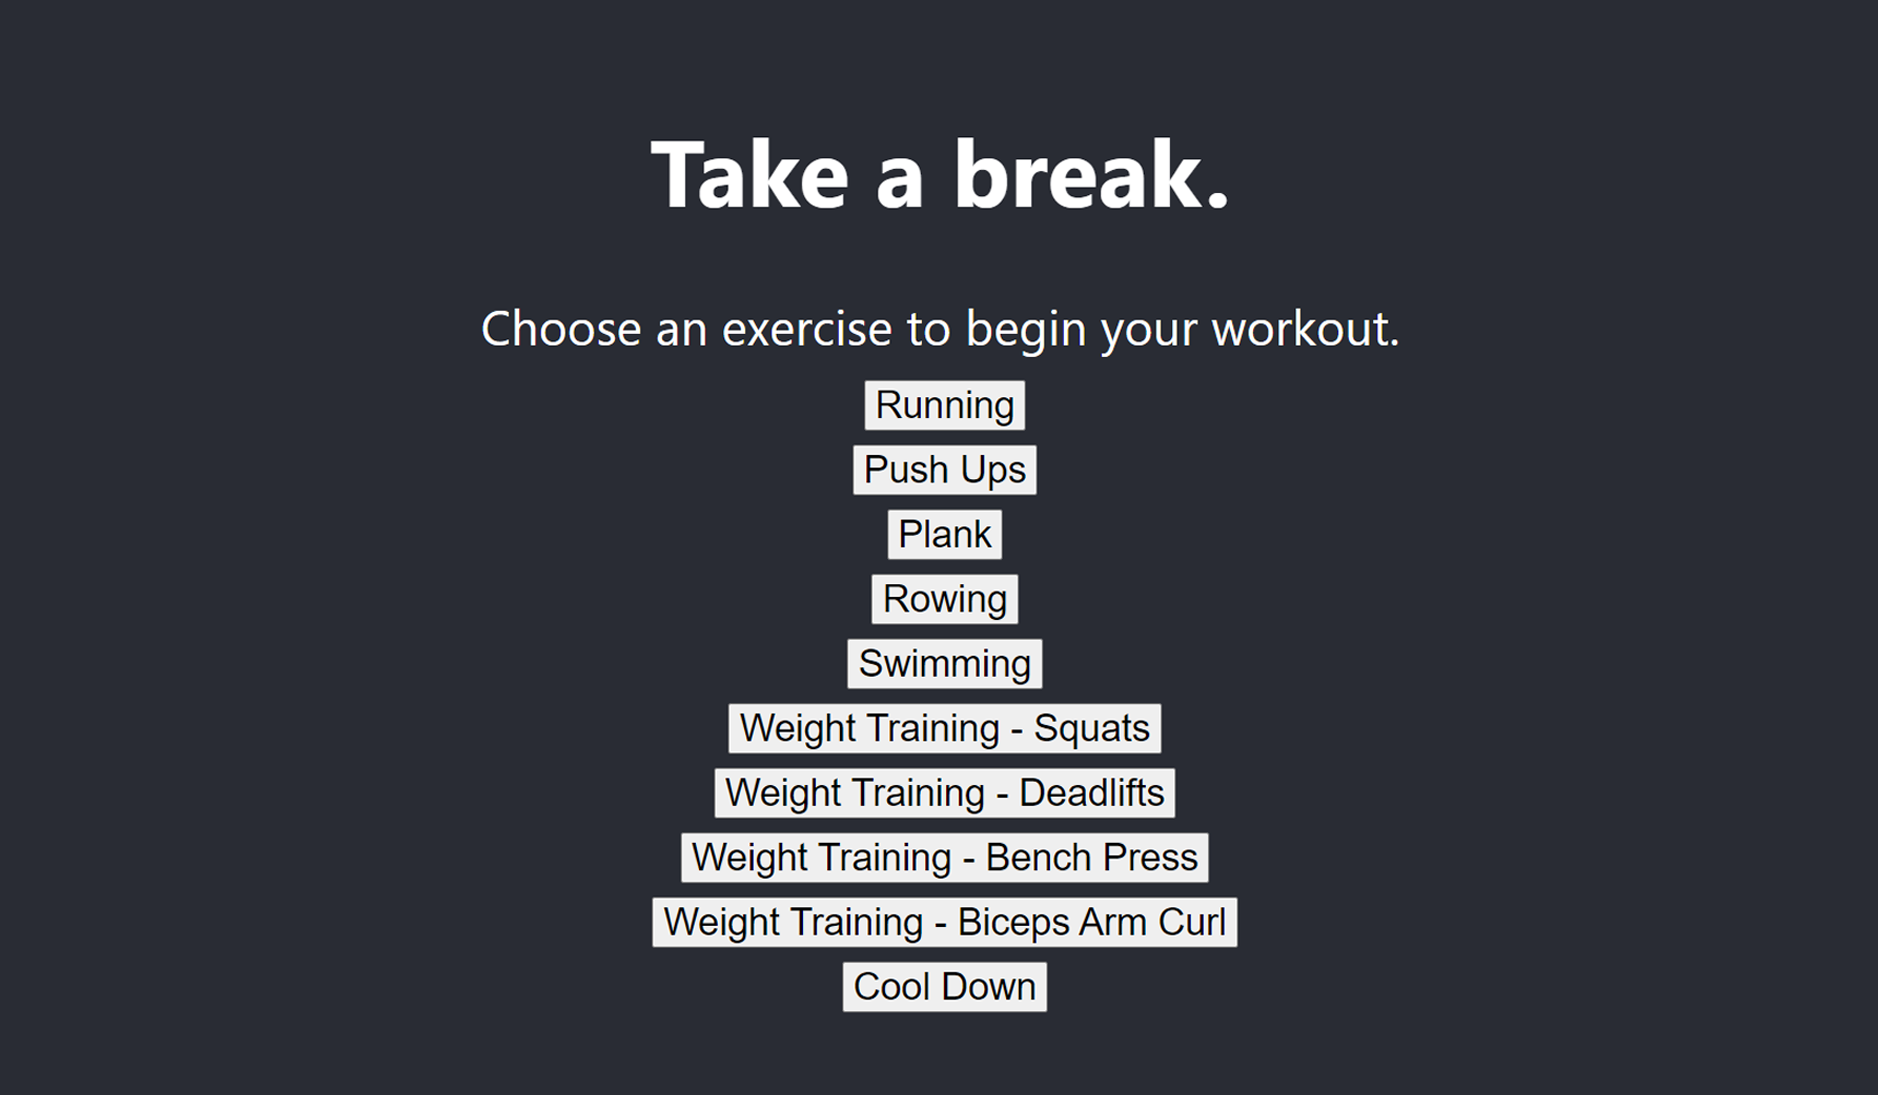 Take a break.
Choose an exercise to begin your workout.
Running
Push Ups
Plank
Rowing
Swimming
Weight Training - Squats
Weight Training - Deadlifts
Weight Training - Bench Press
Weight Training - Biceps Arm Curl
Cool Down